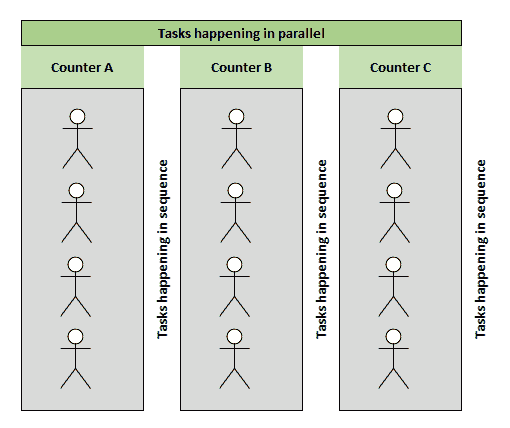 Tasks happening in parallel
Counter A
Counter B
Counter C
Tasks happening in sequence
Tasks happening in sequence
Tasks happening in sequence